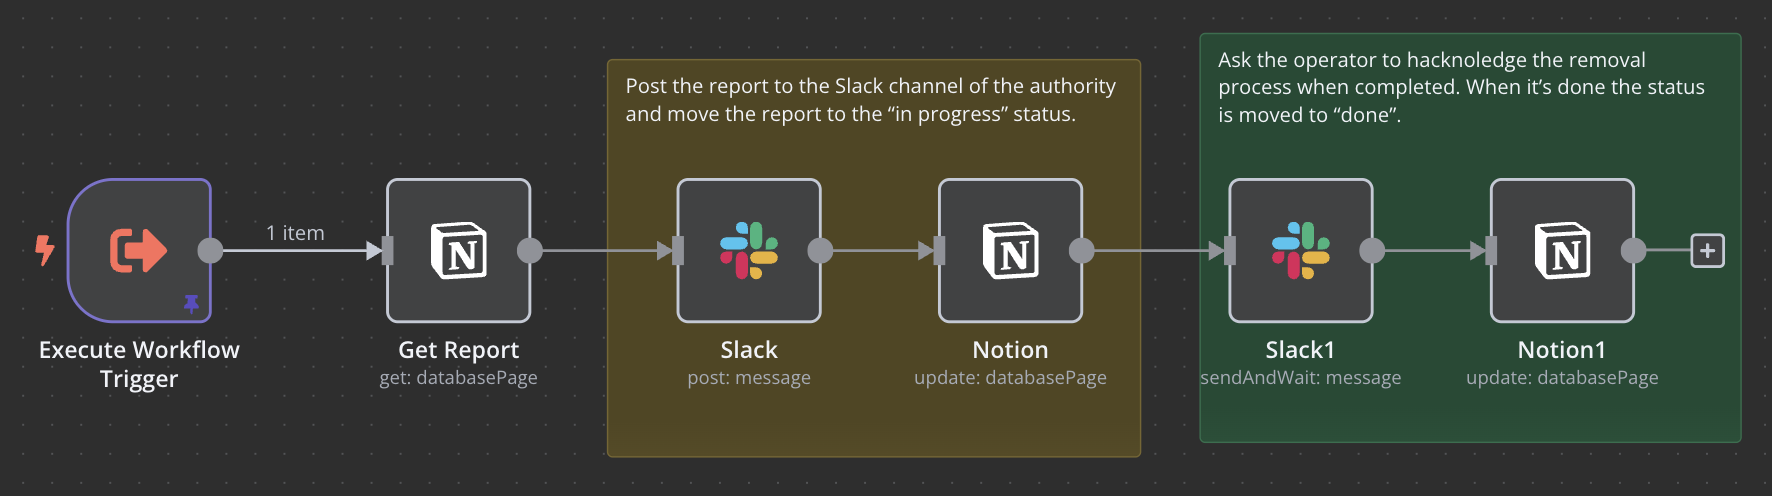 Post the report to the Slack channel of the authority
and move the report to the “in progress” status.
Ask the operator to hacknoledge the removal
process when completed. When it’s done the status
is moved to “done”.
1 item
Execute Workflow
Trigger
Get Report
get: databasePage
Slack
post: message
Notion
update: databasePage
Slack1
sendAndWait: message
Notion1
update: databasePage